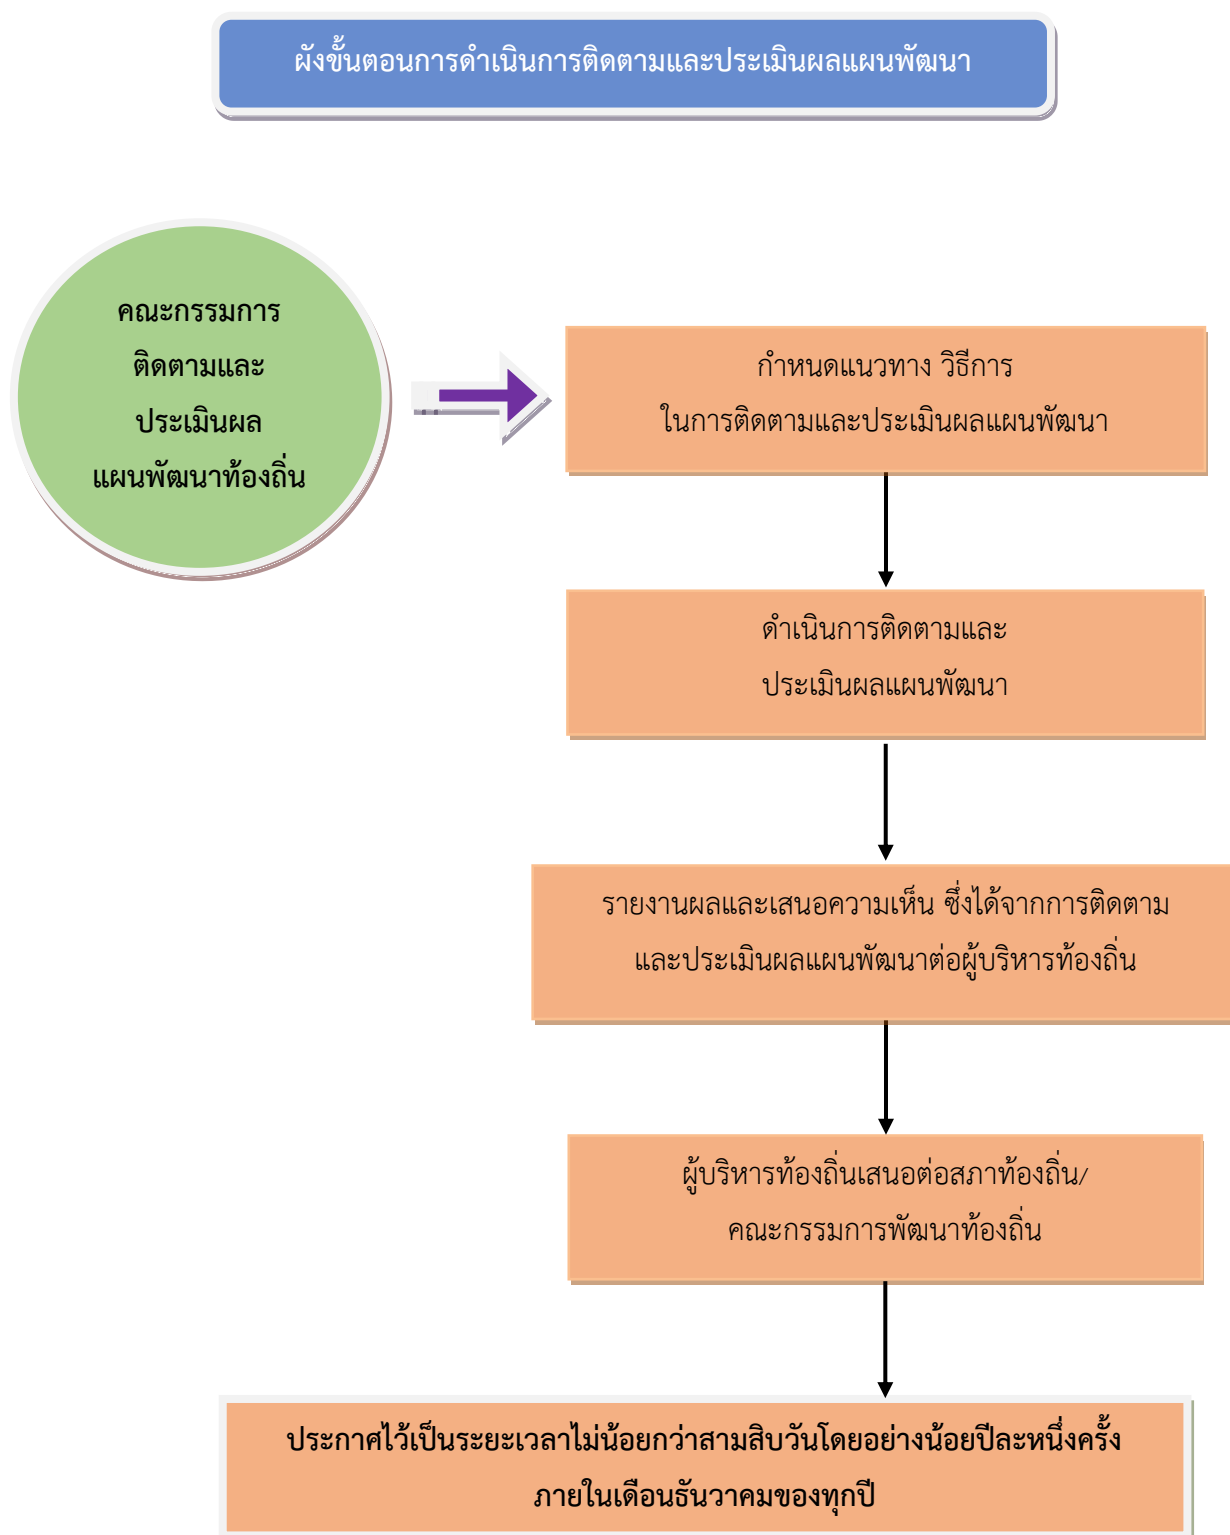 ผังขั้นตอนการดำเนินการติดตามและประเมินผลแผนพัฒนา
คณะกรรมการ
ติดตามและ
ประเมินผล
แผนพัฒนาท้องถิ่น
กำหนดแนวทาง วิธีการ
ในการติดตามและประเมินผลแผนพัฒนา
ดำเนินการติดตามและ
ประเมินผลแผนพัฒนา
รายงานผลและเสนอความเห็น ซึ่งได้จากการติดตาม
และประเมินผลแผนพัฒนาต่อผู้บริหารท้องถิ่น
ผู้บริหารท้องถิ่นเสนอต่อสภาท้องถิ่น/
คณะกรรมการพัฒนาท้องถิ่น
ประกาศไว้เป็นระยะเวลาไม่น้อยกว่าสามสิบวันโดยอย่างน้อยปีละหนึ่งครั้ง
ภายในเดือนธันวาคมของทุกปี